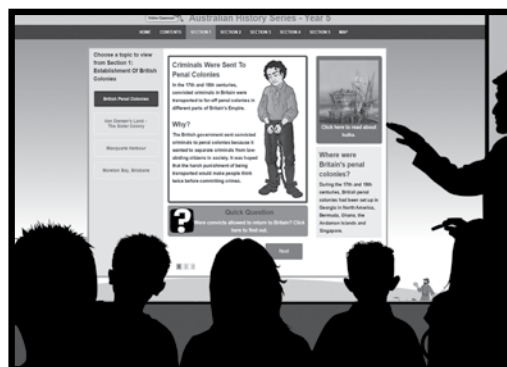 Australian History Series - Year 5
HOME CONTENTS SECTION 1 SECTION 2 SECTION 3 SECTION 4 SECTION 5 MAP
Choose a topic to view
from Section 1:
Establishment Of British
Colonies
British Penal Colonies
Van Diemen's Land -
The Sister Colony
Macquarie Harbour
Moreton Bay, Brisbane
Criminals Were Sent To
Penal Colonies
In the 17th and 18th centuries,
convicted criminals in Britain were
transported to far-off penal colonies in
different parts of Britain's Empire.
Why?
The British government sent convicted
criminals to penal colonies because it
wanted to separate criminals from law-
abiding citizens in society. It was hoped
that the harsh punishment of being
transported would make people think
twice before committing crimes.
?
Quick Question
Were convicts allowed to return to Britain? Click
here to find out.
Next
1 2 3
Click here to read about
hulks.
Where were
Britain's penal
colonies?
During the 17th and 18th
centuries, British penal
colonies had been set up in
Georgia in North America,
Bermuda, Ghana, the
Andaman Islands and
Singapore.